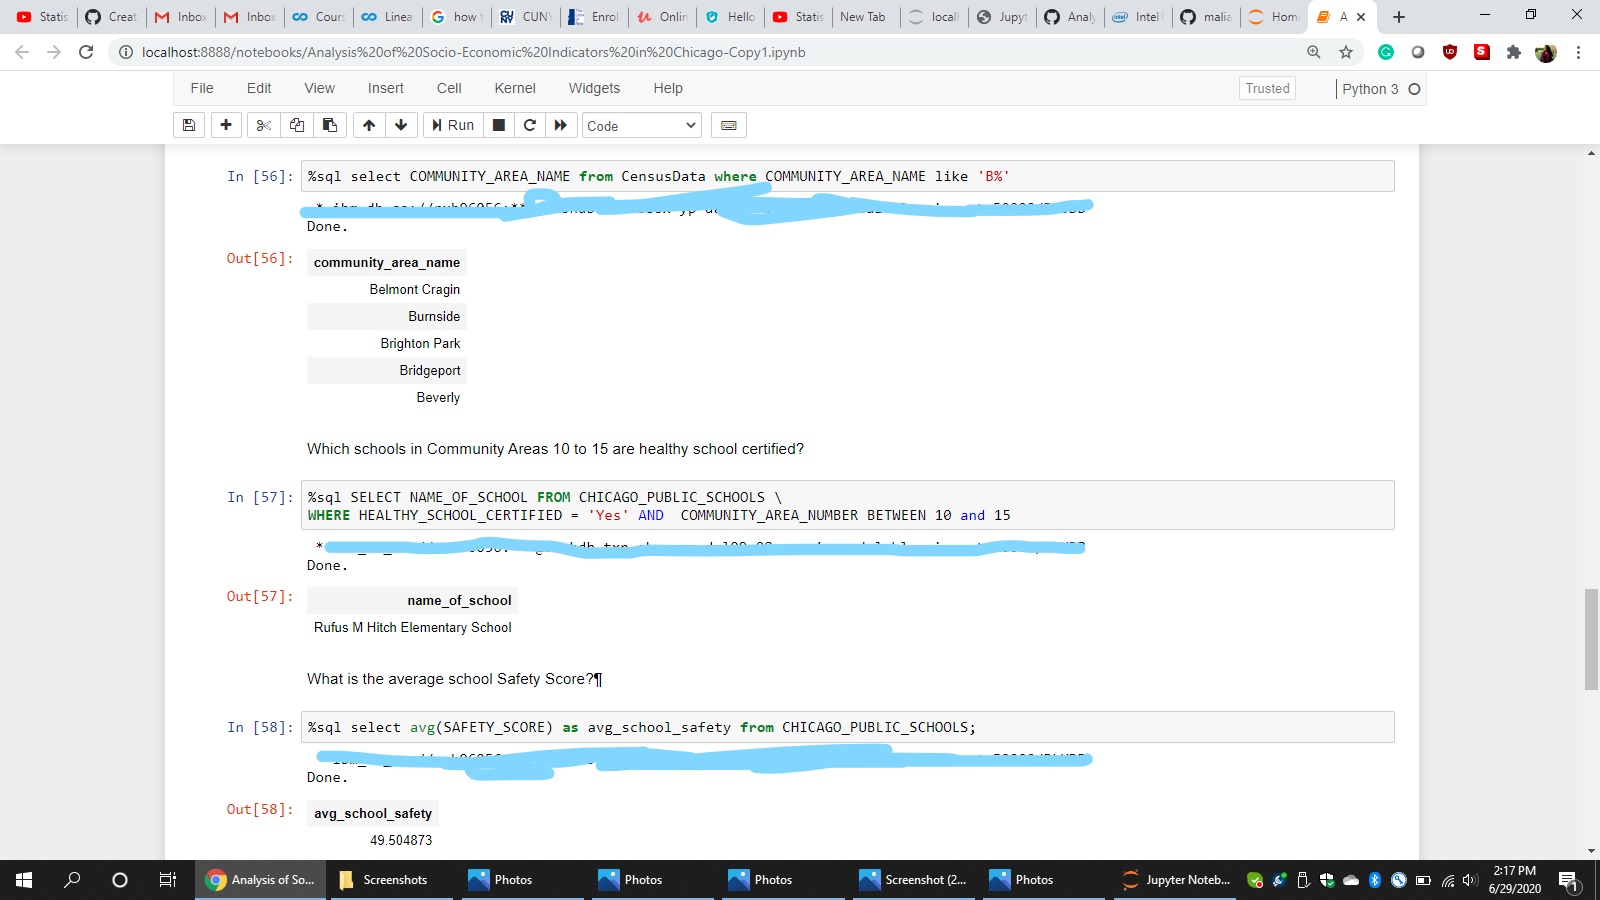 Statis
Creat
Inbox
Inbox
Cours
Linea
how t
CUN
Enrol
Onlin
Hello
Statis
New Tab
locall
Jupyt
Analy
Intel
malia
Hom
A
localhost:8888/notebooks/Analysis%20of%20Socio-Economic%20Indicators%20in%20Chicago-Copy1.ipynb
File Edit View Insert Cell Kernel Widgets Help
Trusted
Python 3
Run
Code
In [56]: %sql select COMMUNITY_AREA_NAME from CensusData where COMMUNITY_AREA_NAME like 'B%'
Done.
Out[56]: community_area_name
Belmont Cragin
Burnside
Brighton Park
Bridgeport
Beverly
Which schools in Community Areas 10 to 15 are healthy school certified?
In [57]: %sql SELECT NAME_OF_SCHOOL FROM CHICAGO_PUBLIC_SCHOOLS \
WHERE HEALTHY_SCHOOL_CERTIFIED = 'Yes' AND  COMMUNITY_AREA_NUMBER BETWEEN 10 and 15
*
Done.
Out[57]: name_of_school
Rufus M Hitch Elementary School
What is the average school Safety Score?¶
In [58]: %sql select avg(SAFETY_SCORE) as avg_school_safety from CHICAGO_PUBLIC_SCHOOLS;
Done.
Out[58]: avg_school_safety
49.504873
Analysis of So...
Screenshots
Photos
Photos
Photos
Screenshot (2...
Photos
Jupyter Noteb...
2:17 PM
6/29/2020
1